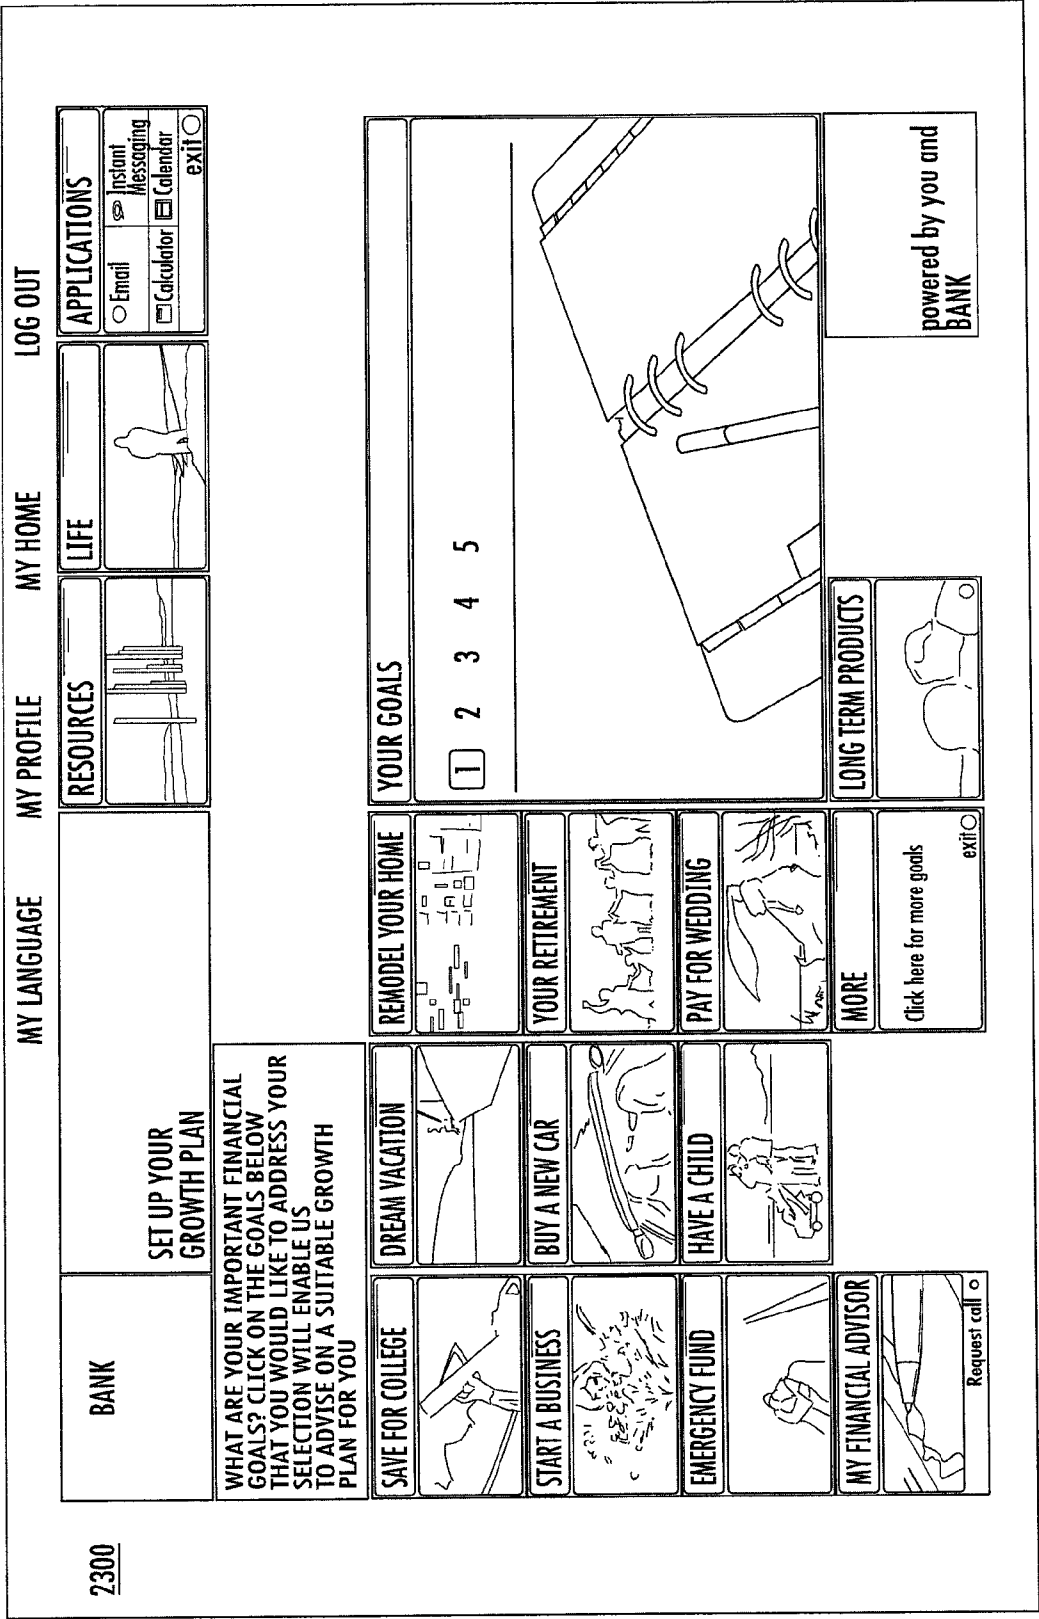 2300
MY LANGUAGE
MY PROFILE
MY HOME
LOG OUT
BANK
SET UP YOUR
GROWTH PLAN
RESOURCES
LIFE
APPLICATIONS
Email
Instant
Messaging
Calculator
Calendar
exit
WHAT ARE YOUR IMPORTANT FINANCIAL
GOALS? CLICK ON THE GOALS BELOW
THAT YOU WOULD LIKE TO ADDRESS YOUR
SELECTION WILL ENABLE US
TO ADVISE ON A SUITABLE GROWTH
PLAN FOR YOU
SAVE FOR COLLEGE
DREAM VACATION
REMODEL YOUR HOME
YOUR GOALS
1 2 3 4 5
START A BUSINESS
BUY A NEW CAR
YOUR RETIREMENT
EMERGENCY FUND
HAVE A CHILD
PAY FOR WEDDING
MY FINANCIAL ADVISOR
Request call
MORE
Click here for more goals
exit
LONG TERM PRODUCTS
powered by you and
BANK